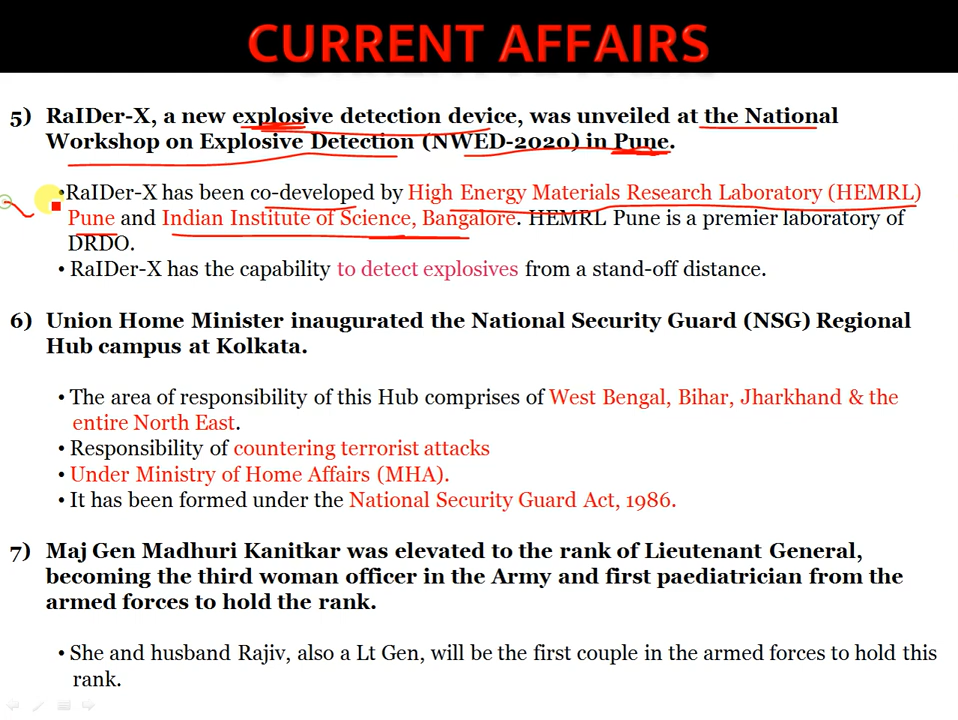 CURRENT AFFAIRS
5) RaIDer-X, a new explosive detection device, was unveiled at the National
Workshop on Explosive Detection (NWED-2020) in Pune.
•RaIDer-X has been co-developed by High Energy Materials Research Laboratory (HEMRL)
Pune and Indian Institute of Science, Bangalore. HEMRL Pune is a premier laboratory of
DRDO.
• RaIDer-X has the capability to detect explosives from a stand-off distance.
6) Union Home Minister inaugurated the National Security Guard (NSG) Regional
Hub campus at Kolkata.
• The area of responsibility of this Hub comprises of West Bengal, Bihar, Jharkhand & the
entire North East.
• Responsibility of countering terrorist attacks
• Under Ministry of Home Affairs (MHA).
• It has been formed under the National Security Guard Act, 1986.
7) Maj Gen Madhuri Kanitkar was elevated to the rank of Lieutenant General,
becoming the third woman officer in the Army and first paediatrician from the
armed forces to hold the rank.
• She and husband Rajiv, also a Lt Gen, will be the first couple in the armed forces to hold this
rank.